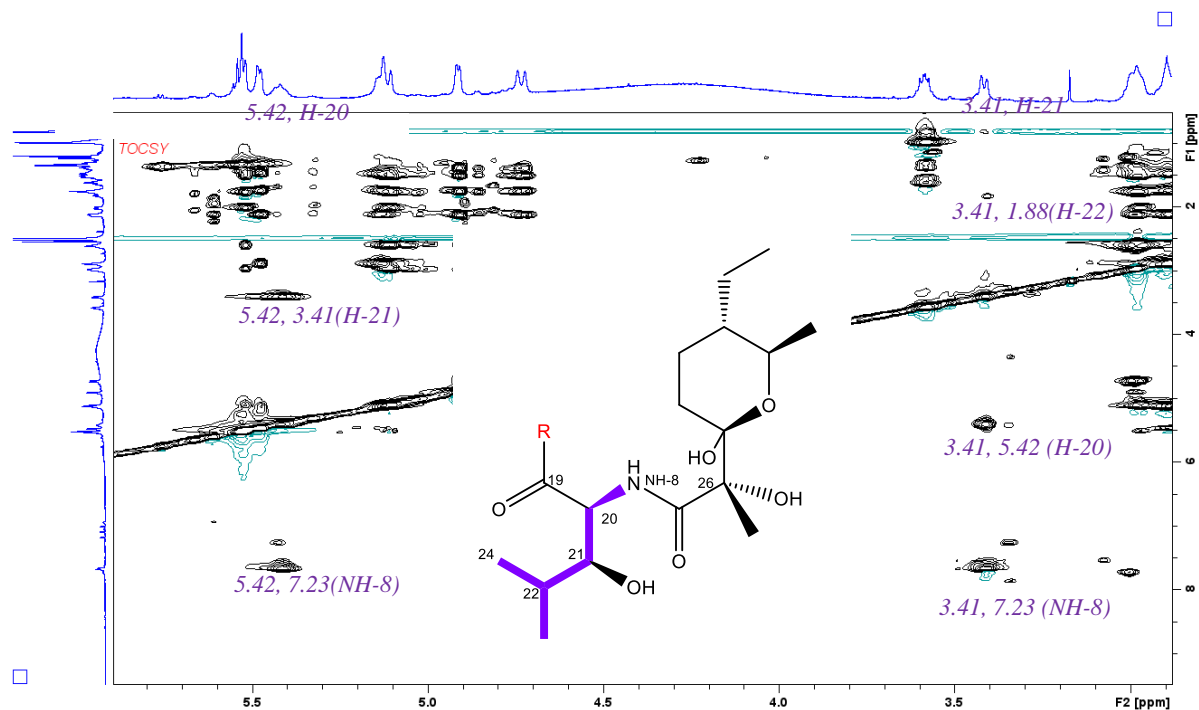 5.42, H-20
3.41, H-21
TOCSY
F1 [ppm]
2
3.41, 1.88(H-22)
5.42, 3.41(H-21)
4
O
R
HO
3.41, 5.42 (H-20)
6
H
N
NH-8
19
26
OH
O
20
24
21
O
5.42, 7.23(NH-8)
OH
22
8
3.41, 7.23 (NH-8)
5.5
5.0
4.5
4.0
3.5
F2 [ppm]